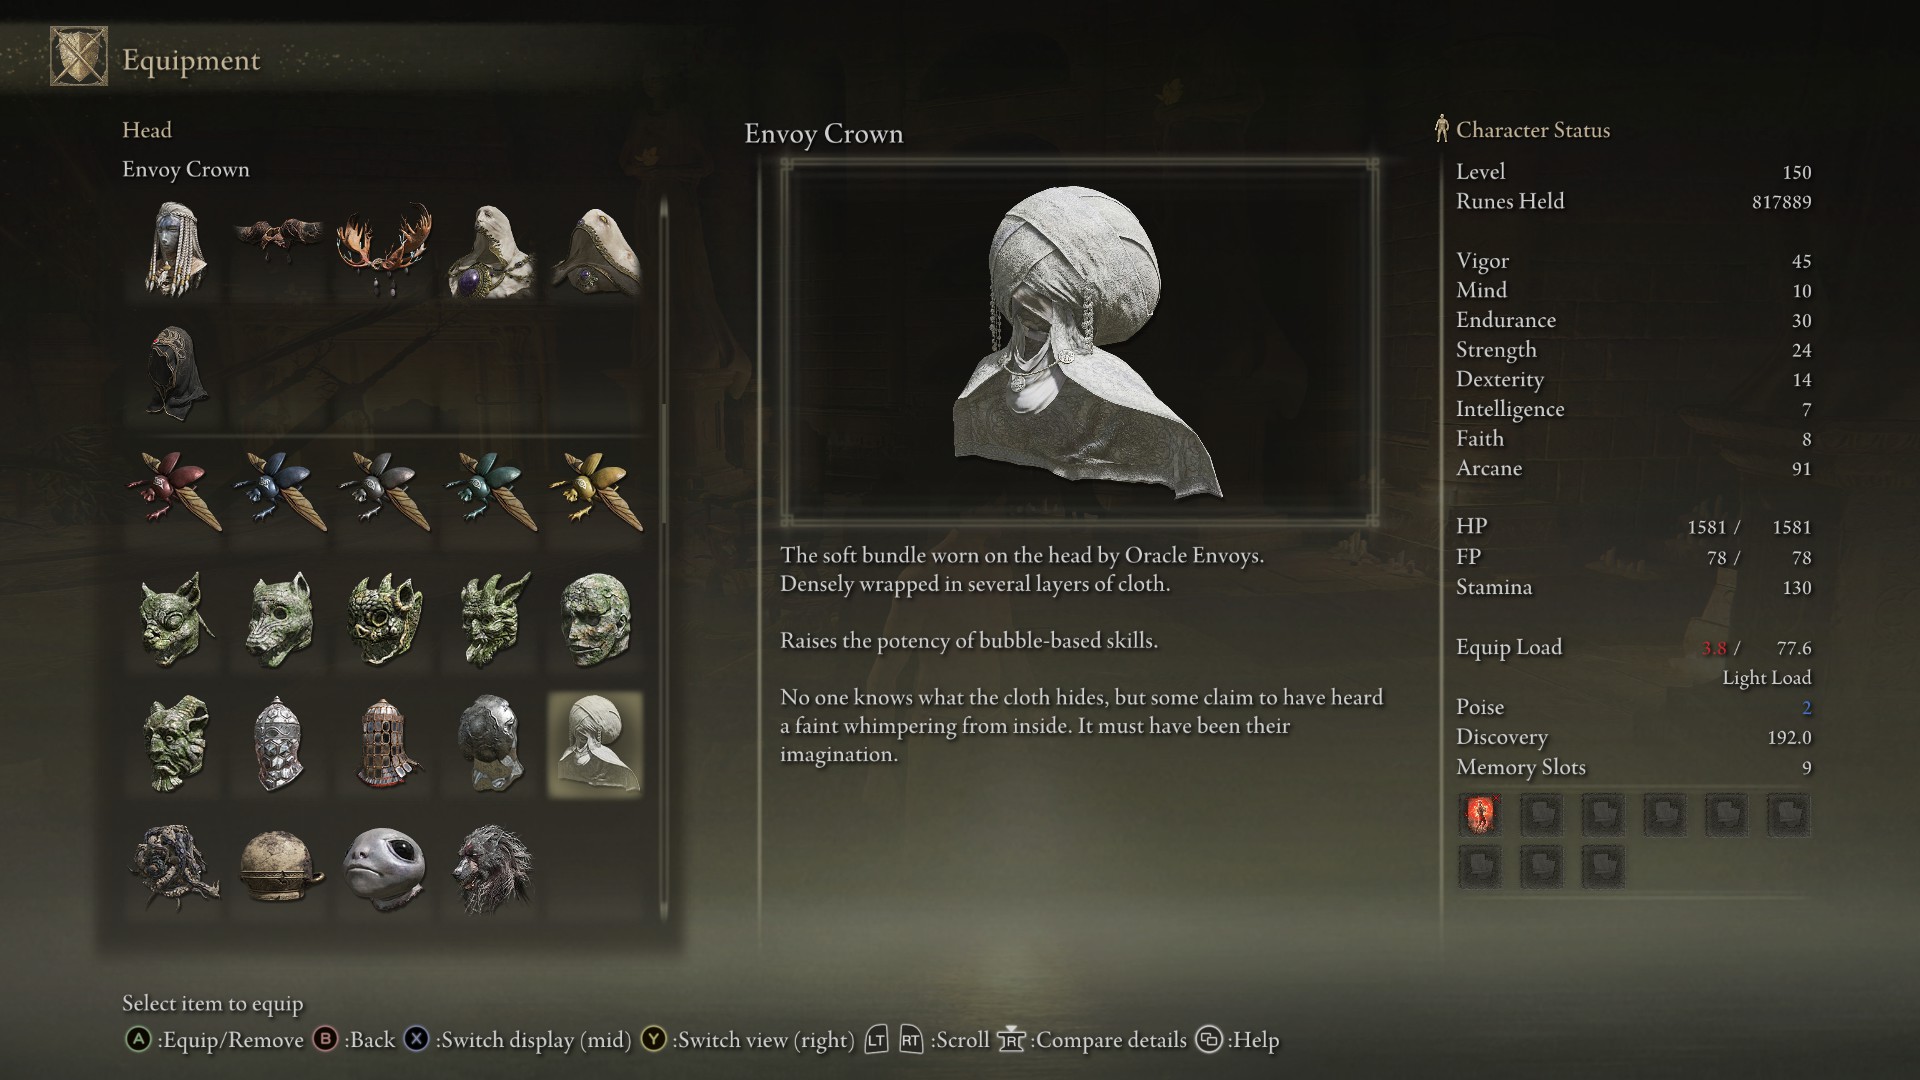 Equipment
Head
Envoy Crown
Envoy Crown
The soft bundle worn on the head by Oracle Envoys.
Densely wrapped in several layers of cloth.
Raises the potency of bubble-based skills.
No one knows what the cloth hides, but some claim to have heard
a faint whimpering from inside. It must have been their
imagination.
Character Status
Level 150
Runes Held 817889
Vigor 45
Mind 10
Endurance 30
Strength 24
Dexterity 14
Intelligence 7
Faith 8
Arcane 91
HP 1581 / 1581
FP 78 / 78
Stamina 130
Equip Load 3.8 / 77.6
Light Load
Poise 2
Discovery 192.0
Memory Slots 9
Select item to equip
A :Equip/Remove B :Back X :Switch display (mid) Y :Switch view (right) LT RT :Scroll R :Compare details :Help